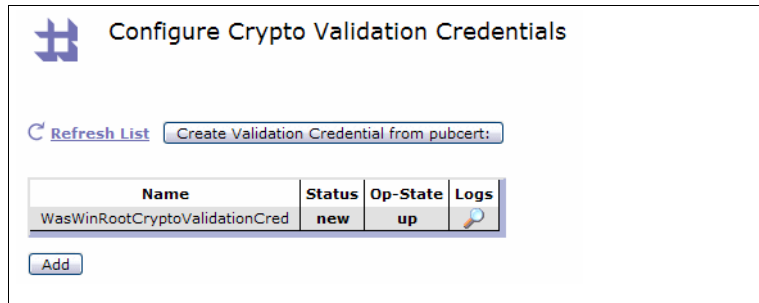 Configure Crypto Validation Credentials
Refresh List Create Validation Credential from pubcert:
Name Status Op-State Logs
WasWinRootCryptoValidationCred new up
Add